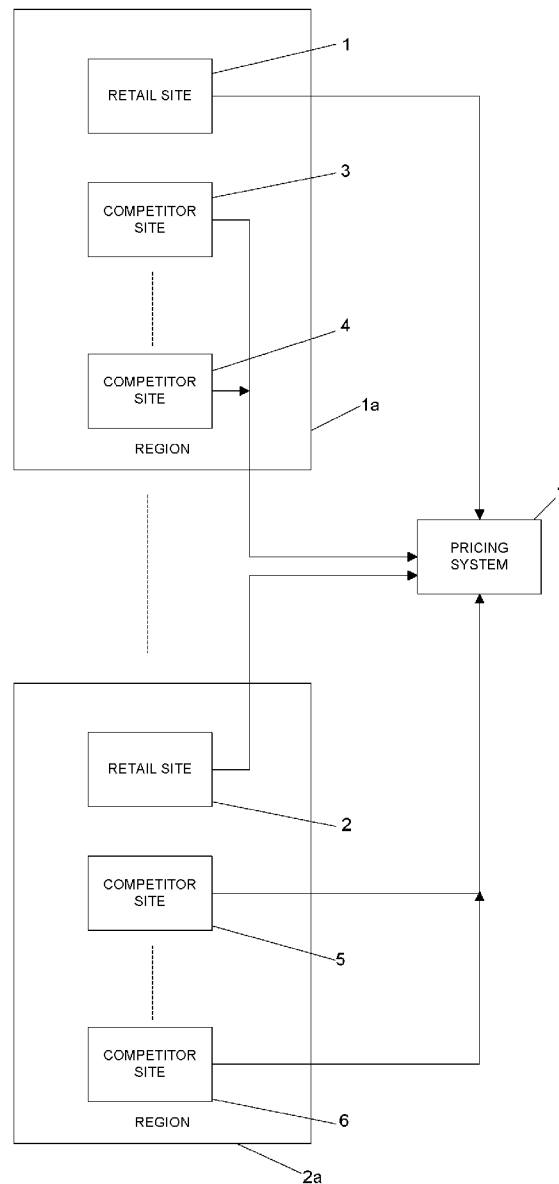 1
RETAIL SITE
3
COMPETITOR
SITE
4
COMPETITOR
SITE
1a
REGION
PRICING
SYSTEM
RETAIL SITE
2
COMPETITOR
SITE
5
COMPETITOR
SITE
6
REGION
2a